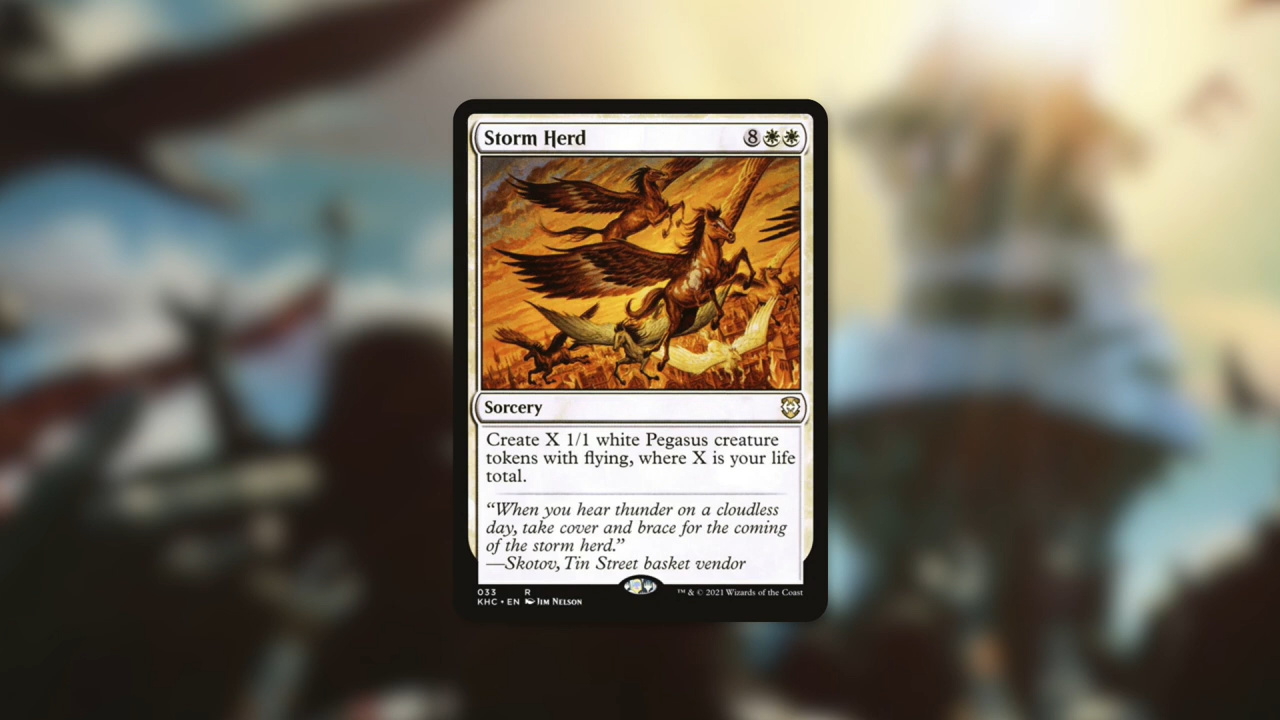 Storm Herd 8
Sorcery
Create X 1/1 white Pegasus creature
tokens with flying, where X is your life
total.
“When you hear thunder on a cloudless
day, take cover and brace for the coming
of the storm herd.”
—Skotov, Tin Street basket vendor
033 R
KHC • EN Jim Nelson
™ & © 2021 Wizards of the Coast